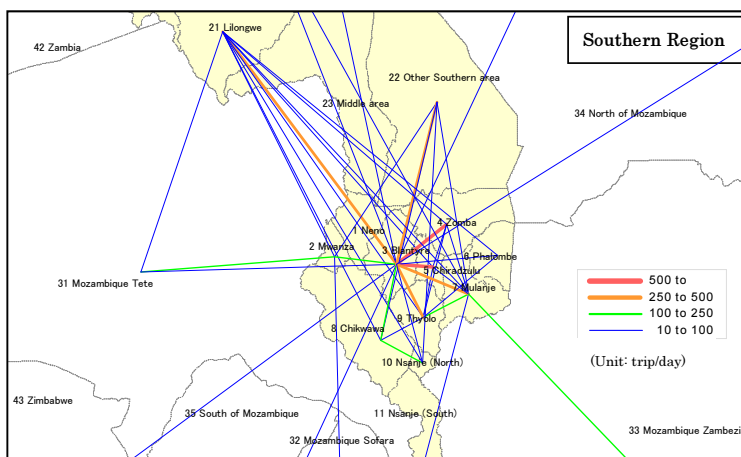 21 Lilongwe
Southern Region
42 Zambia
22 Other Southern area
23 Middle area
34 North of Mozambique
4 Zomba
1 Neno
2 Mwanza
3 Blantyre
6 Phalombe
5 Chiradzulu
31 Mozambique Tete
7 Mulanje
500 to
250 to 500
100 to 250
10 to 100
9 Thyolo
8 Chikwawa
10 Nsanje (North)
(Unit: trip/day)
43 Zimbabwe
35 South of Mozambique
11 Nsanje (South)
33 Mozambique Zambezi
32 Mozambique Sofara